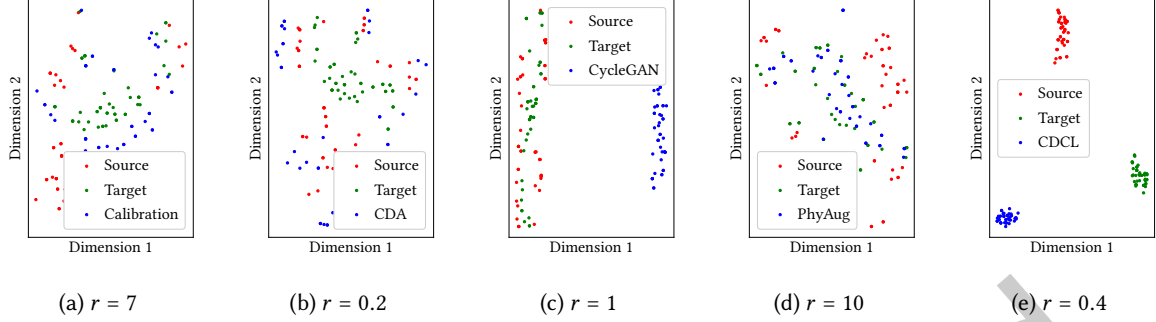 Dimension 2
Source
Target
Calibration
Dimension 1
(a) r = 7
Dimension 2
Source
Target
CDA
Dimension 1
(b) r = 0.2
Dimension 2
Source
Target
CycleGAN
Dimension 1
(c) r = 1
Dimension 2
Source
Target
PhyAug
Dimension 1
(d) r = 10
Dimension 2
Source
Target
CDCL
Dimension 1
(e) r = 0.4